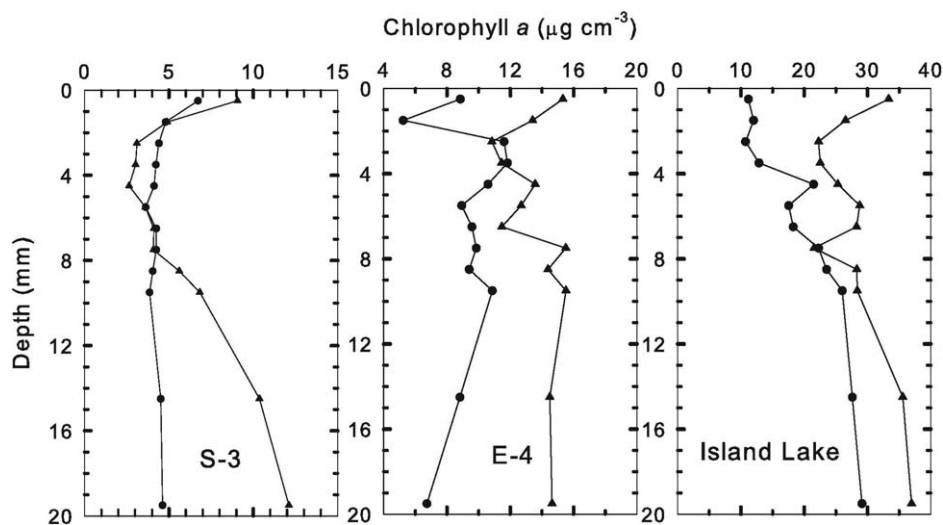 Chlorophyll a (µg cm⁻³)
0 5 10 15 4 8 12 16 20 0 10 20 30 40
0 0 0
4 4 4
8 8 8
Depth (mm)
12 12 12
16 16 16
S-3 E-4 Island Lake
20 20 20